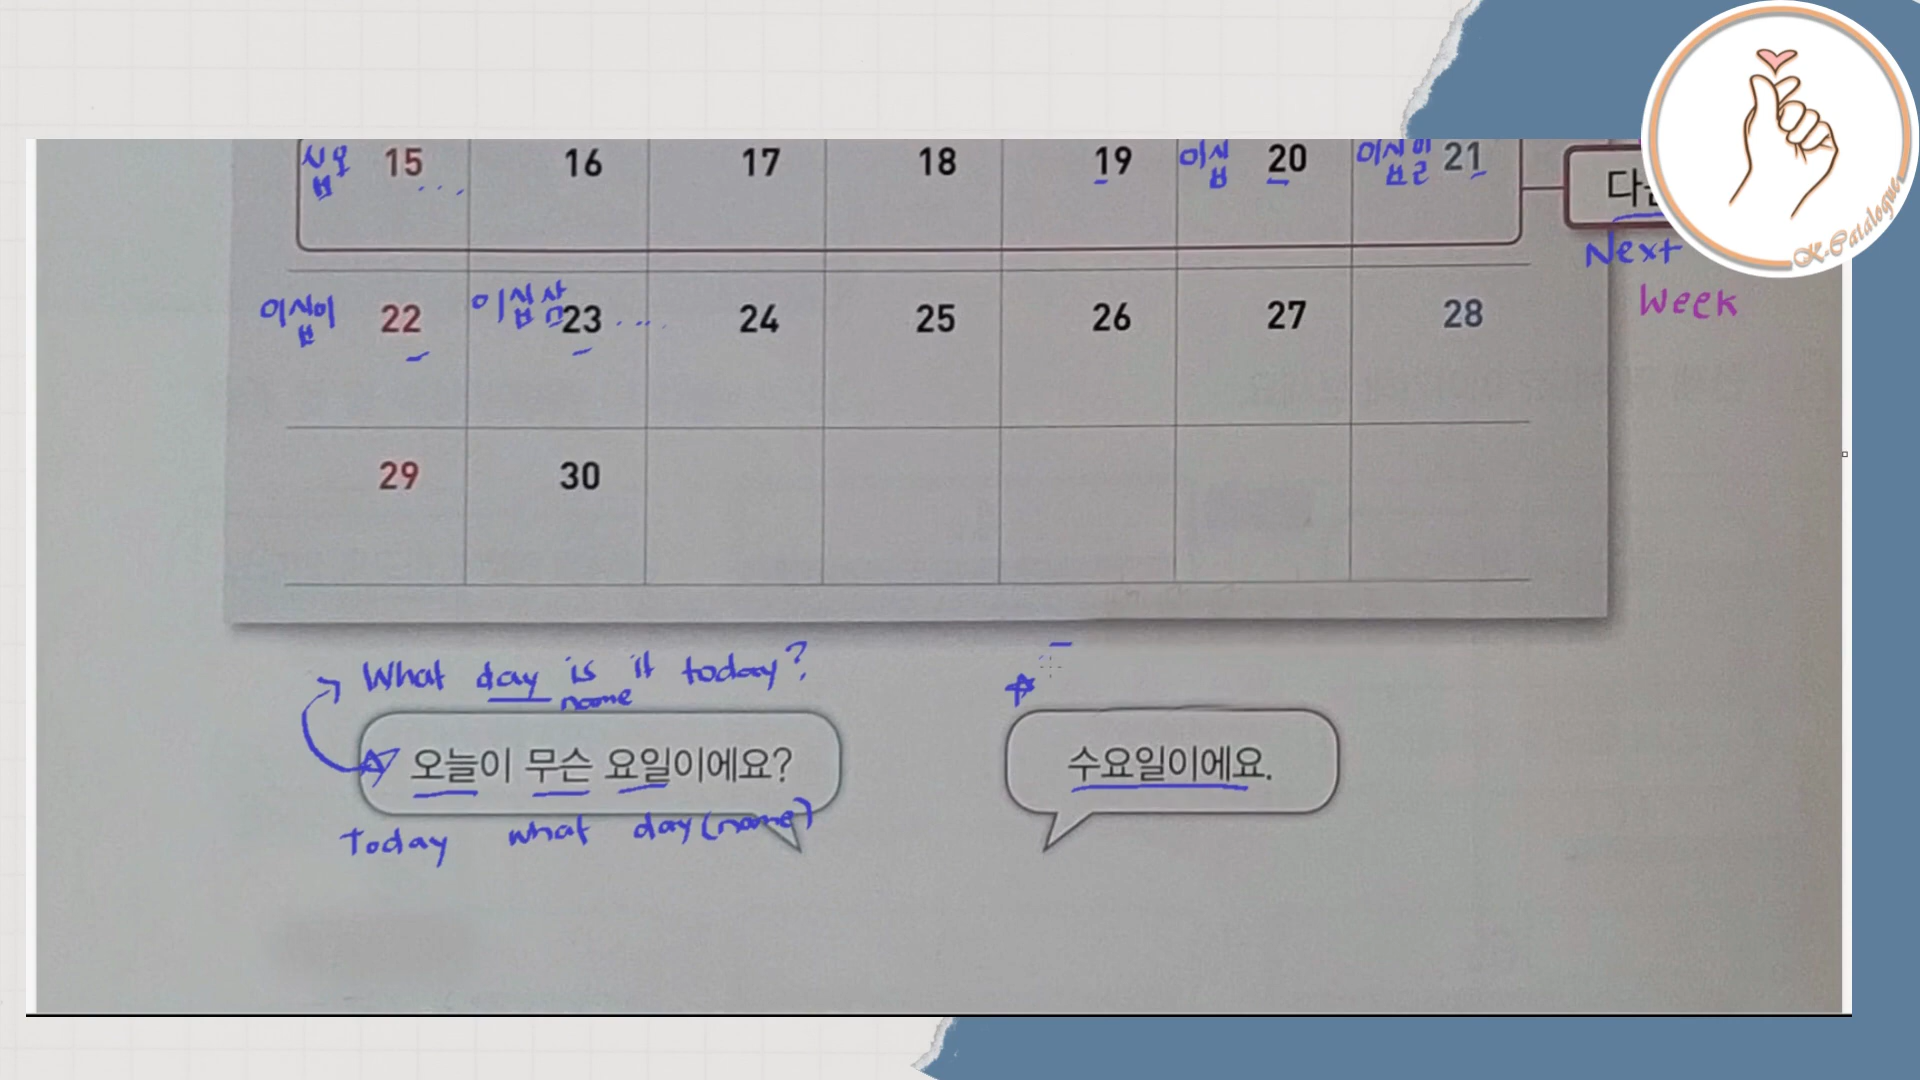 십오 15 16 17 18 19 이십 20 이십일 21
Next
Week
이십이 22 이십삼 23 .... 24 25 26 27 28
29 30
What day is it today?
name
오늘이 무슨 요일이에요? 수요일이에요.
Today what day (name)
K-Catalogue